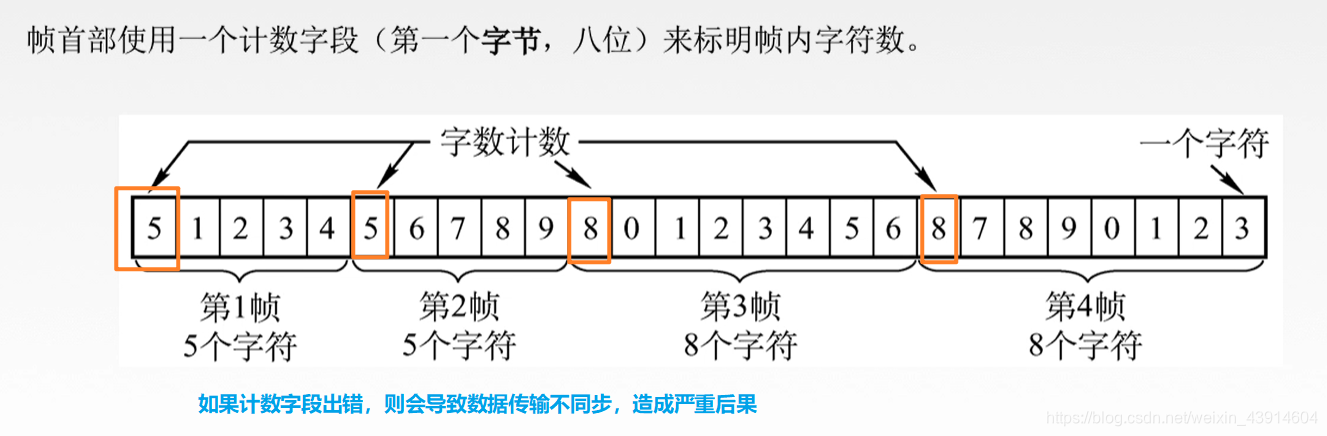 帧首部使用一个计数字段（第一个字节，八位）来标明帧内字符数。
字数计数
一个字符
5 1 2 3 4 5 6 7 8 9 8 0 1 2 3 4 5 6 8 7 8 9 0 1 2 3
第1帧 第2帧 第3帧 第4帧
5个字符 5个字符 8个字符 8个字符
如果计数字段出错，则会导致数据传输不同步，造成严重后果
https://blog.csdn.net/weixin_43914604